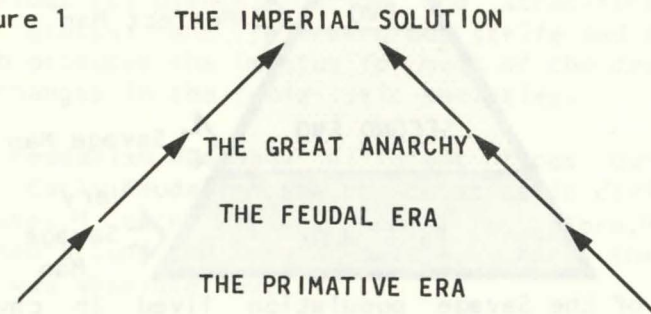 ure 1 THE IMPERIAL SOLUTION
THE GREAT ANARCHY
THE FEUDAL ERA
THE PRIMATIVE ERA